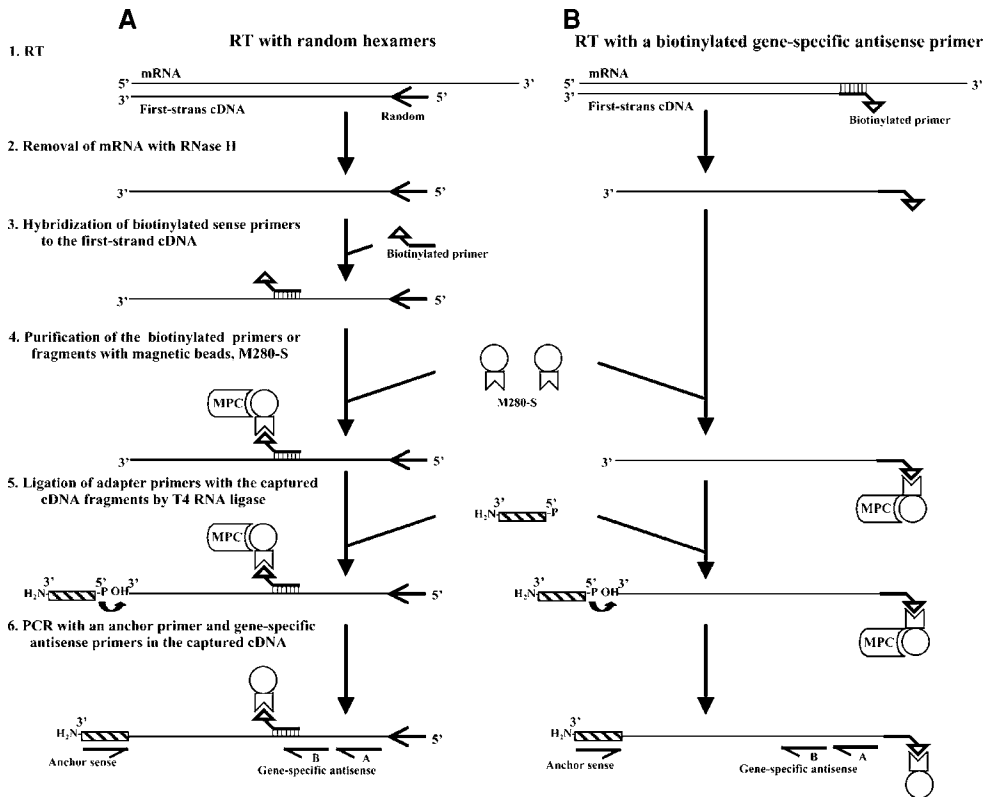 A
B
RT with random hexamers
RT with a biotinylated gene-specific antisense primer
1. RT
mRNA
5' 3'
3' 5'
First-strans cDNA
Random
mRNA
5' 3'
3'
First-strans cDNA
Biotinylated primer
2. Removal of mRNA with RNase H
3' 5'
3'
3. Hybridization of biotinylated sense primers
to the first-strand cDNA
Biotinylated primer
3' 5'
4. Purification of the biotinylated primers or
fragments with magnetic beads, M280-S
M280-S
MPC
3' 5'
3'
MPC
5. Ligation of adapter primers with the captured
cDNA fragments by T4 RNA ligase
3' 5'
H₂N -P
MPC
3' 5' 3'
H₂N -P OH 5'
3' 5' 3'
H₂N -P OH
MPC
6. PCR with an anchor primer and gene-specific
antisense primers in the captured cDNA
3'
H₂N 5'
Anchor sense
B A
Gene-specific antisense
3'
H₂N
Anchor sense
B A
Gene-specific antisense